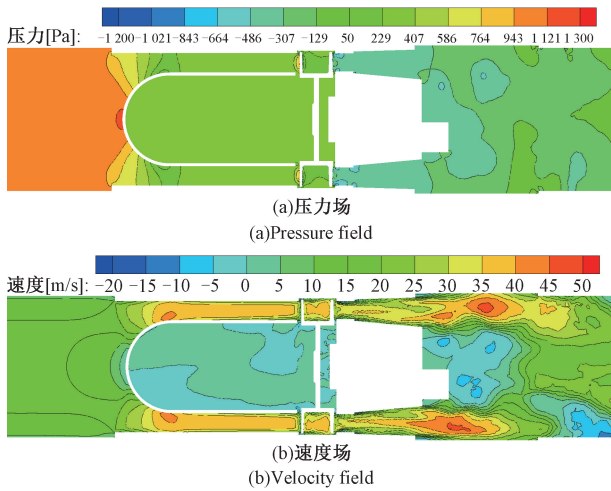 压力[Pa]: -1 200 -1 021 -843 -664 -486 -307 -129 50 229 407 586 764 943 1 121 1 300
(a)压力场
(a)Pressure field
速度[m/s]: -20 -15 -10 -5 0 5 10 15 20 25 30 35 40 45 50
(b)速度场
(b)Velocity field